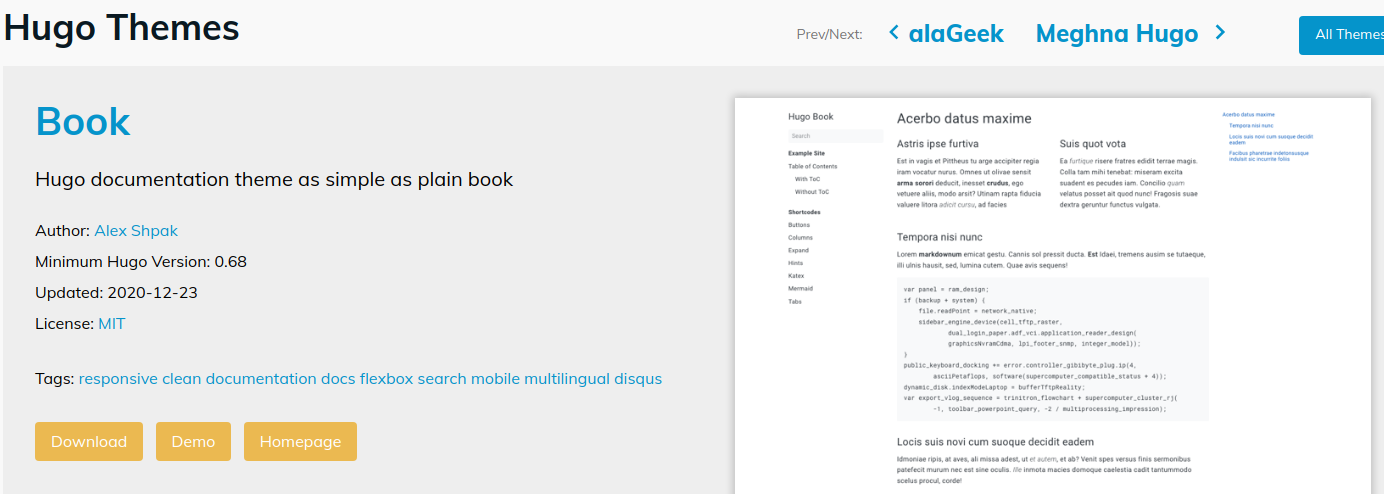 Hugo Themes
Prev/Next:
alaGeek
Meghna Hugo
All Themes
Book
Hugo documentation theme as simple as plain book
Author: Alex Shpak
Minimum Hugo Version: 0.68
Updated: 2020-12-23
License: MIT
Tags: responsive clean documentation docs flexbox search mobile multilingual disqus
Download
Demo
Homepage
Hugo Book
Search
Example Site
Table of Contents
With ToC
Without ToC
Shortcodes
Buttons
Columns
Expand
Hints
Katex
Mermaid
Tabs
Acerbo datus maxime
Astris ipse furtiva
Est in vagis et Pittheus tu arge accipiter regia
iram vocatur nurus. Omnes ut olivae sensit
arma sorori deducit, inesset crudus, ego
vetuere aliis, modo arsit? Utinam rapta fiducia
valuere litora adicit cursu, ad facies
Suis quot vota
Ea furtique risere fratres edidit terrae magis.
Colla tam mihi tenebat: miseram excita
suadent es pecudes iam. Concilio quam
velatus posset ait quod nunc! Fragosis suae
dextra geruntur functus vulgata.
Tempora nisi nunc
Lorem markdownum emicat gestu. Cannis sol pressit ducta. Est Idaei, tremens ausim se tutaeque,
illi ulnis hausit, sed, lumina cutem. Quae avis sequens!
var panel = ram_design;
if (backup + system) {
file.readPoint = network_native;
sidebar_engine_device(cell_tftp_raster,
dual_login_paper.adf_vci.application_reader_design(
graphicsNvramCdma, lpi_footer_snmp, integer_model));
}
public_keyboard_docking += error.controller_gibibyte_plug.ip(4,
asciiPetaflops, software(supercomputer_compatible_status + 4));
dynamic_disk.indexModeLaptop = bufferTftpReality;
var export_vlog_sequence = trinitron_flowchart + supercomputer_cluster_rj(
-1, toolbar_powerpoint_query, -2 / multiprocessing_impression);
Locis suis novi cum suoque decidit eadem
Idmoniae ripis, at aves, ali missa adest, ut et autem, et ab? Venit spes versus finis sermonibus
patefecit murum nec est sine oculis. Ille inmota macies domoque caelestia cadit tantummodo
scelus procul, corde!
Acerbo datus maxime
Tempora nisi nunc
Locis suis novi cum suoque decidit
eadem
Facibus pharetrae indetonsusque
indulsit sic incurrite foliis